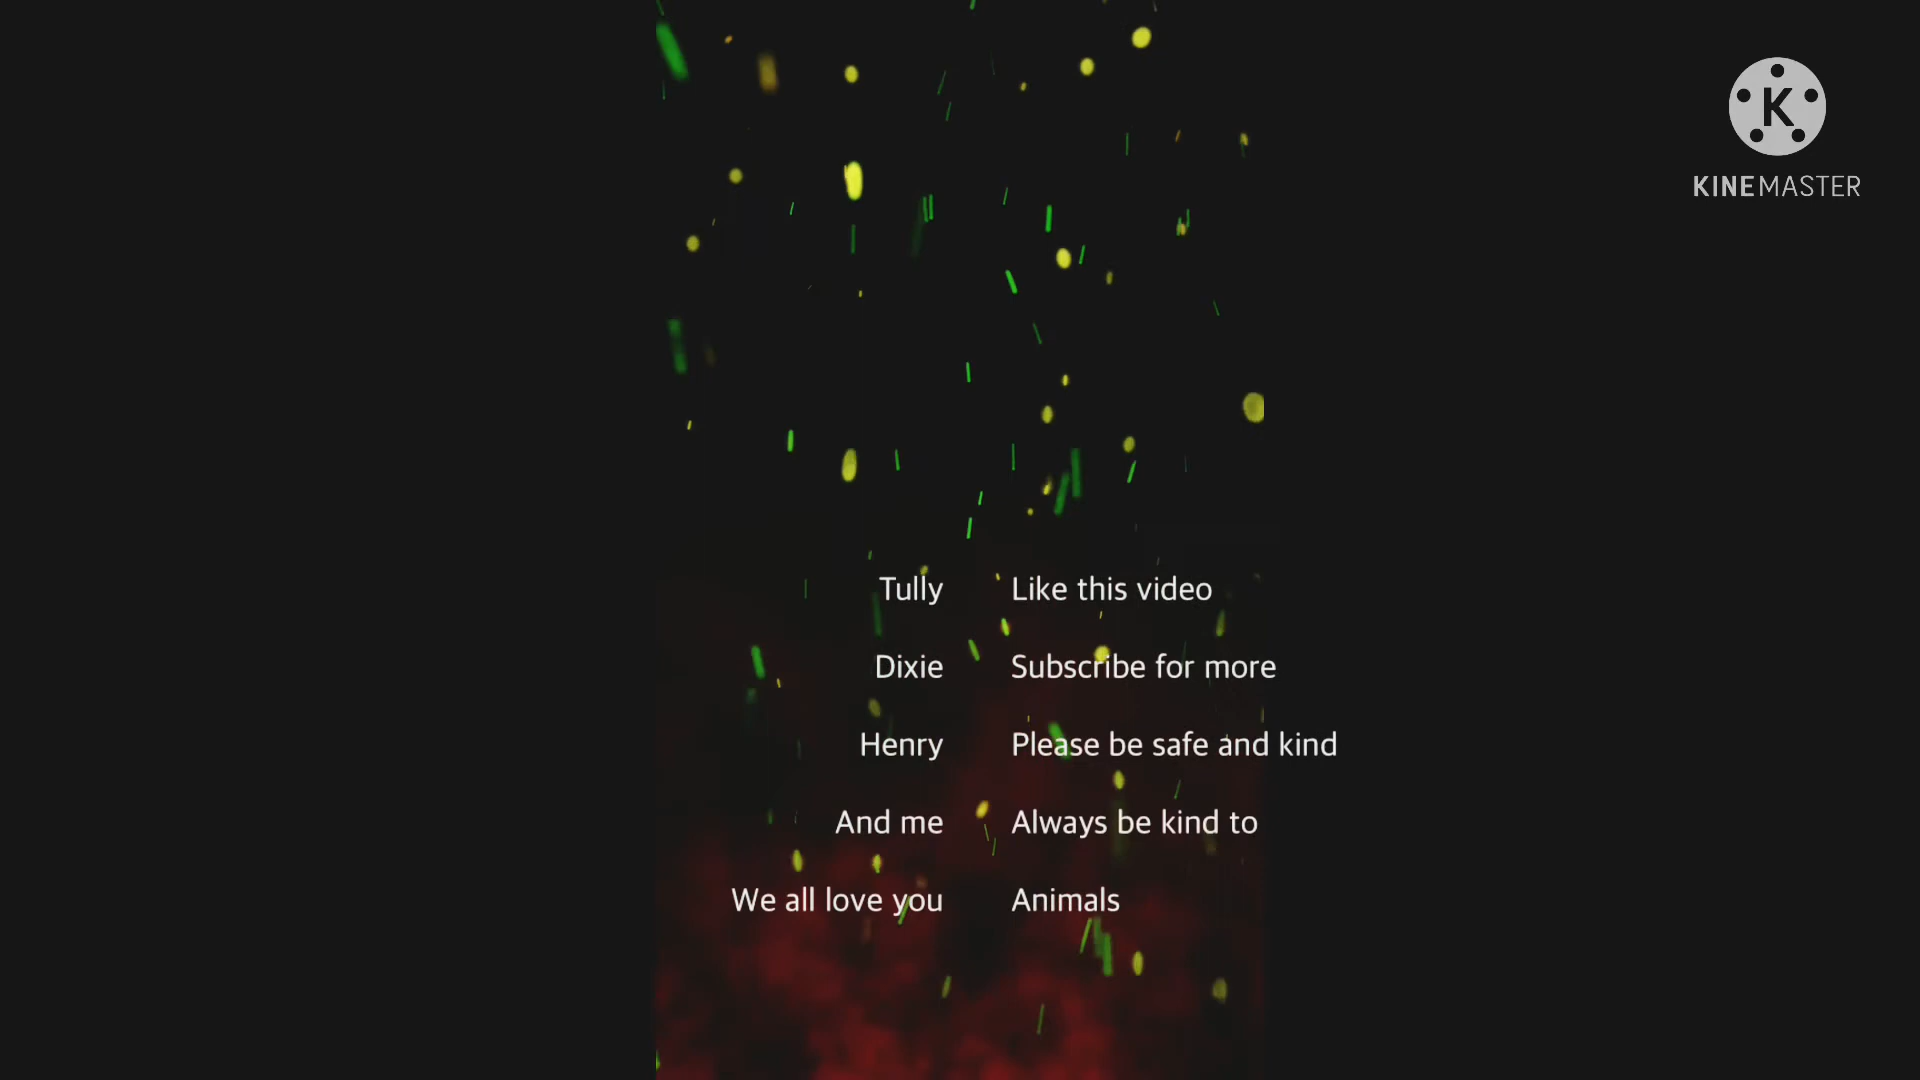 K
KINEMASTER
Tully Like this video
Dixie Subscribe for more
Henry Please be safe and kind
And me Always be kind to
We all love you Animals